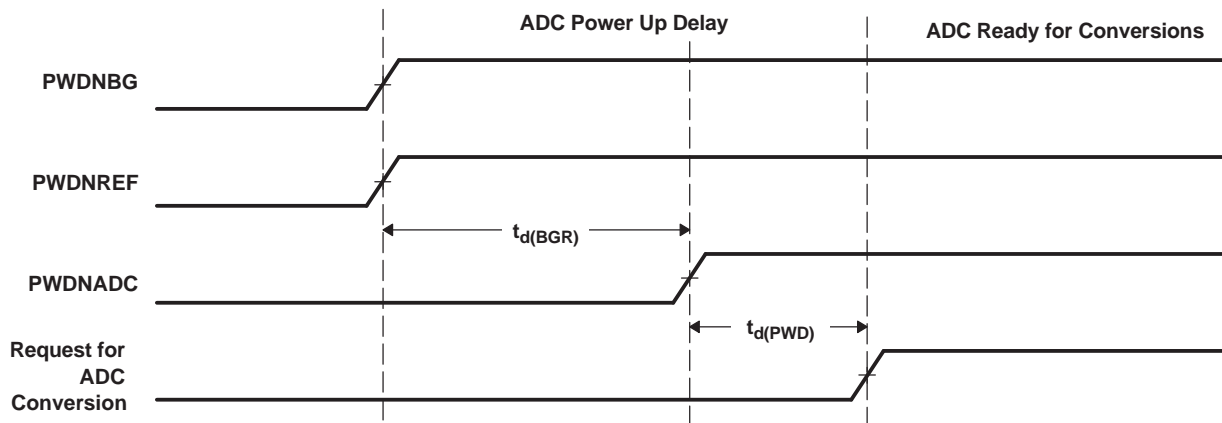 ADC Power Up Delay
ADC Ready for Conversions
PWDNBG
PWDNREF
td(BGR)
PWDNADC
td(PWD)
Request for
ADC
Conversion